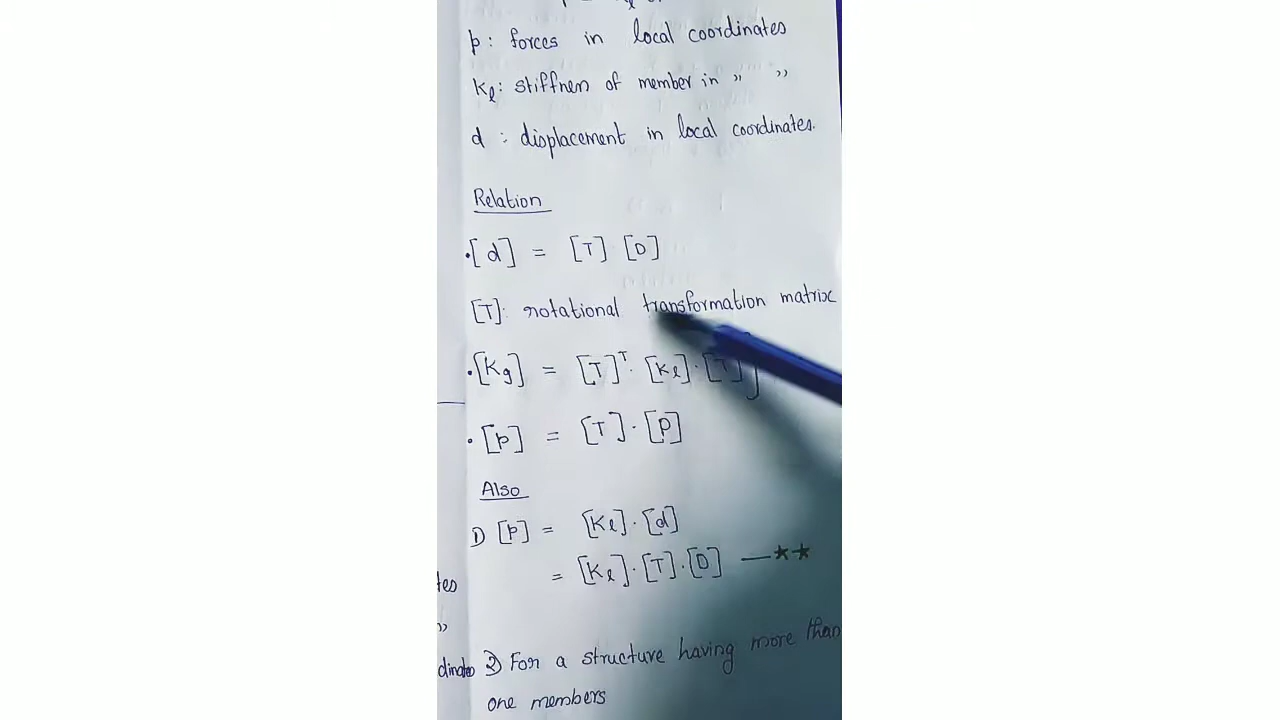 p: forces in local coordinates
Kℓ: stiffness of member in ,, ,,
d : displacement in local coordinates.
Relation
•[d] = [T] [D]
[T]: rotational transformation matrix
•[Kg] = [T]ᵀ. [Kℓ]. [T]
•[p] = [T]. [P]
Also
1) [p] = [Kℓ]. [d]
= [Kℓ]. [T]. [D] —★★
2) For a structure having more than
one members